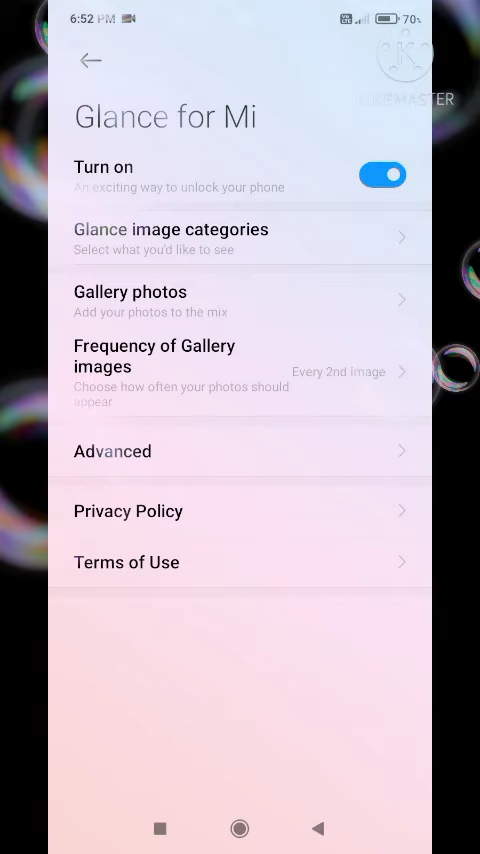 6:52 PM 70%
KINEMASTER
Glance for Mi
Turn on
An exciting way to unlock your phone
Glance image categories
Select what you'd like to see
Gallery photos
Add your photos to the mix
Frequency of Gallery
images
Every 2nd image
Choose how often your photos should
appear
Advanced
Privacy Policy
Terms of Use